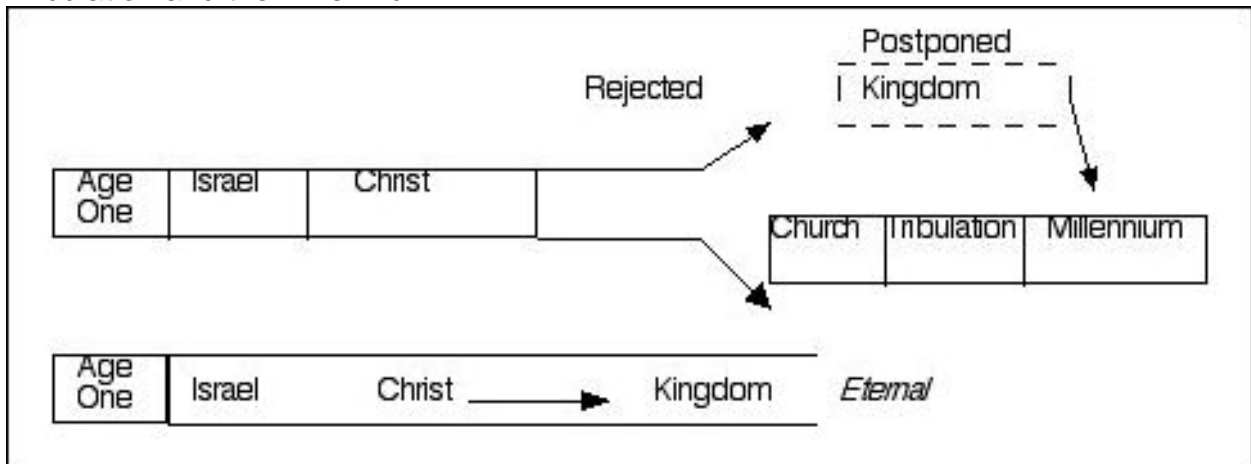 Postponed
Rejected
Kingdom
Age
One
Israel
Christ
Church
Tribulation
Millennium
Age
One
Israel
Christ
Kingdom
Eternal